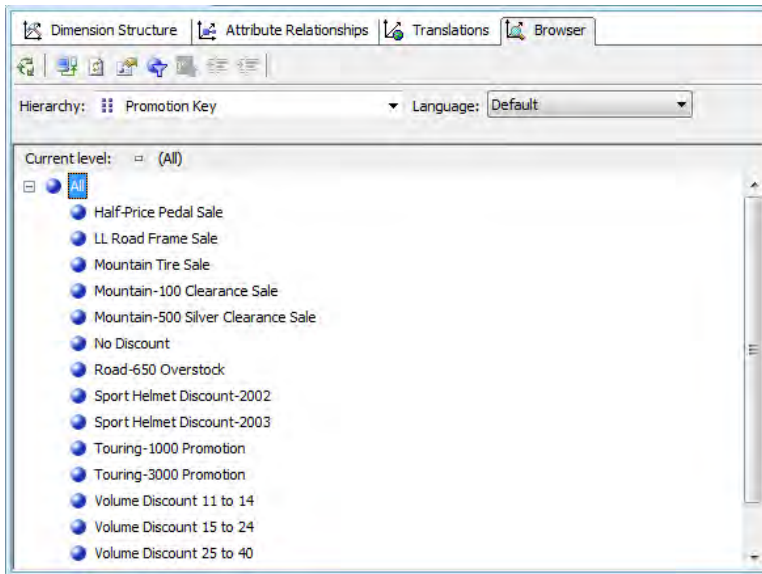 Dimension Structure Attribute Relationships Translations Browser
Hierarchy: Promotion Key Language: Default
Current level: (All)
All
Half-Price Pedal Sale
LL Road Frame Sale
Mountain Tire Sale
Mountain-100 Clearance Sale
Mountain-500 Silver Clearance Sale
No Discount
Road-650 Overstock
Sport Helmet Discount-2002
Sport Helmet Discount-2003
Touring-1000 Promotion
Touring-3000 Promotion
Volume Discount 11 to 14
Volume Discount 15 to 24
Volume Discount 25 to 40